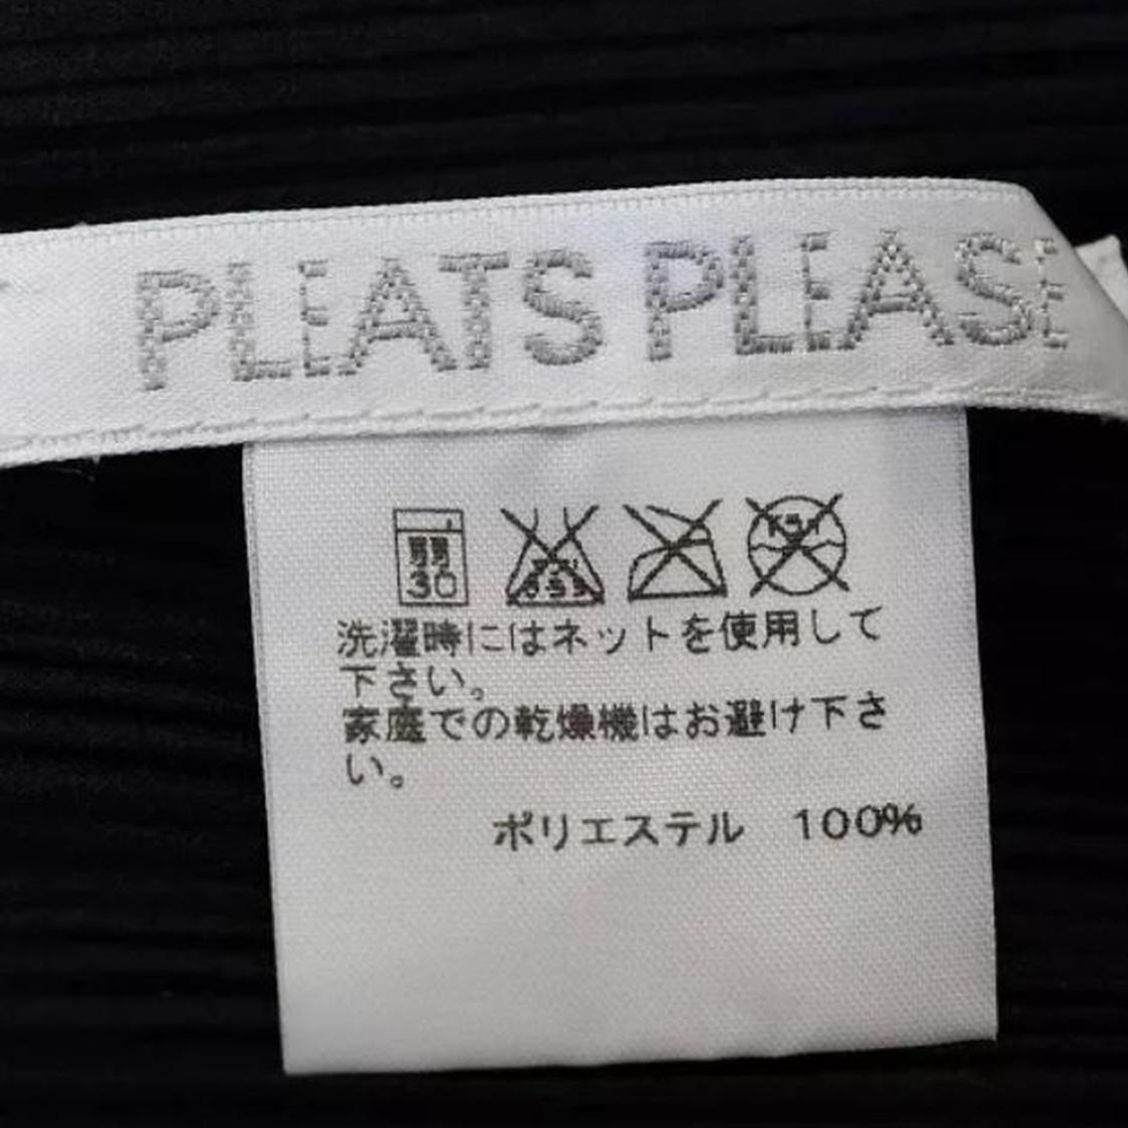 PLEATS PLEASE
弱
30
洗濯時にはネットを使用して
下さい。
家庭での乾燥機はお避け下さ
い。
ポリエステル 100%